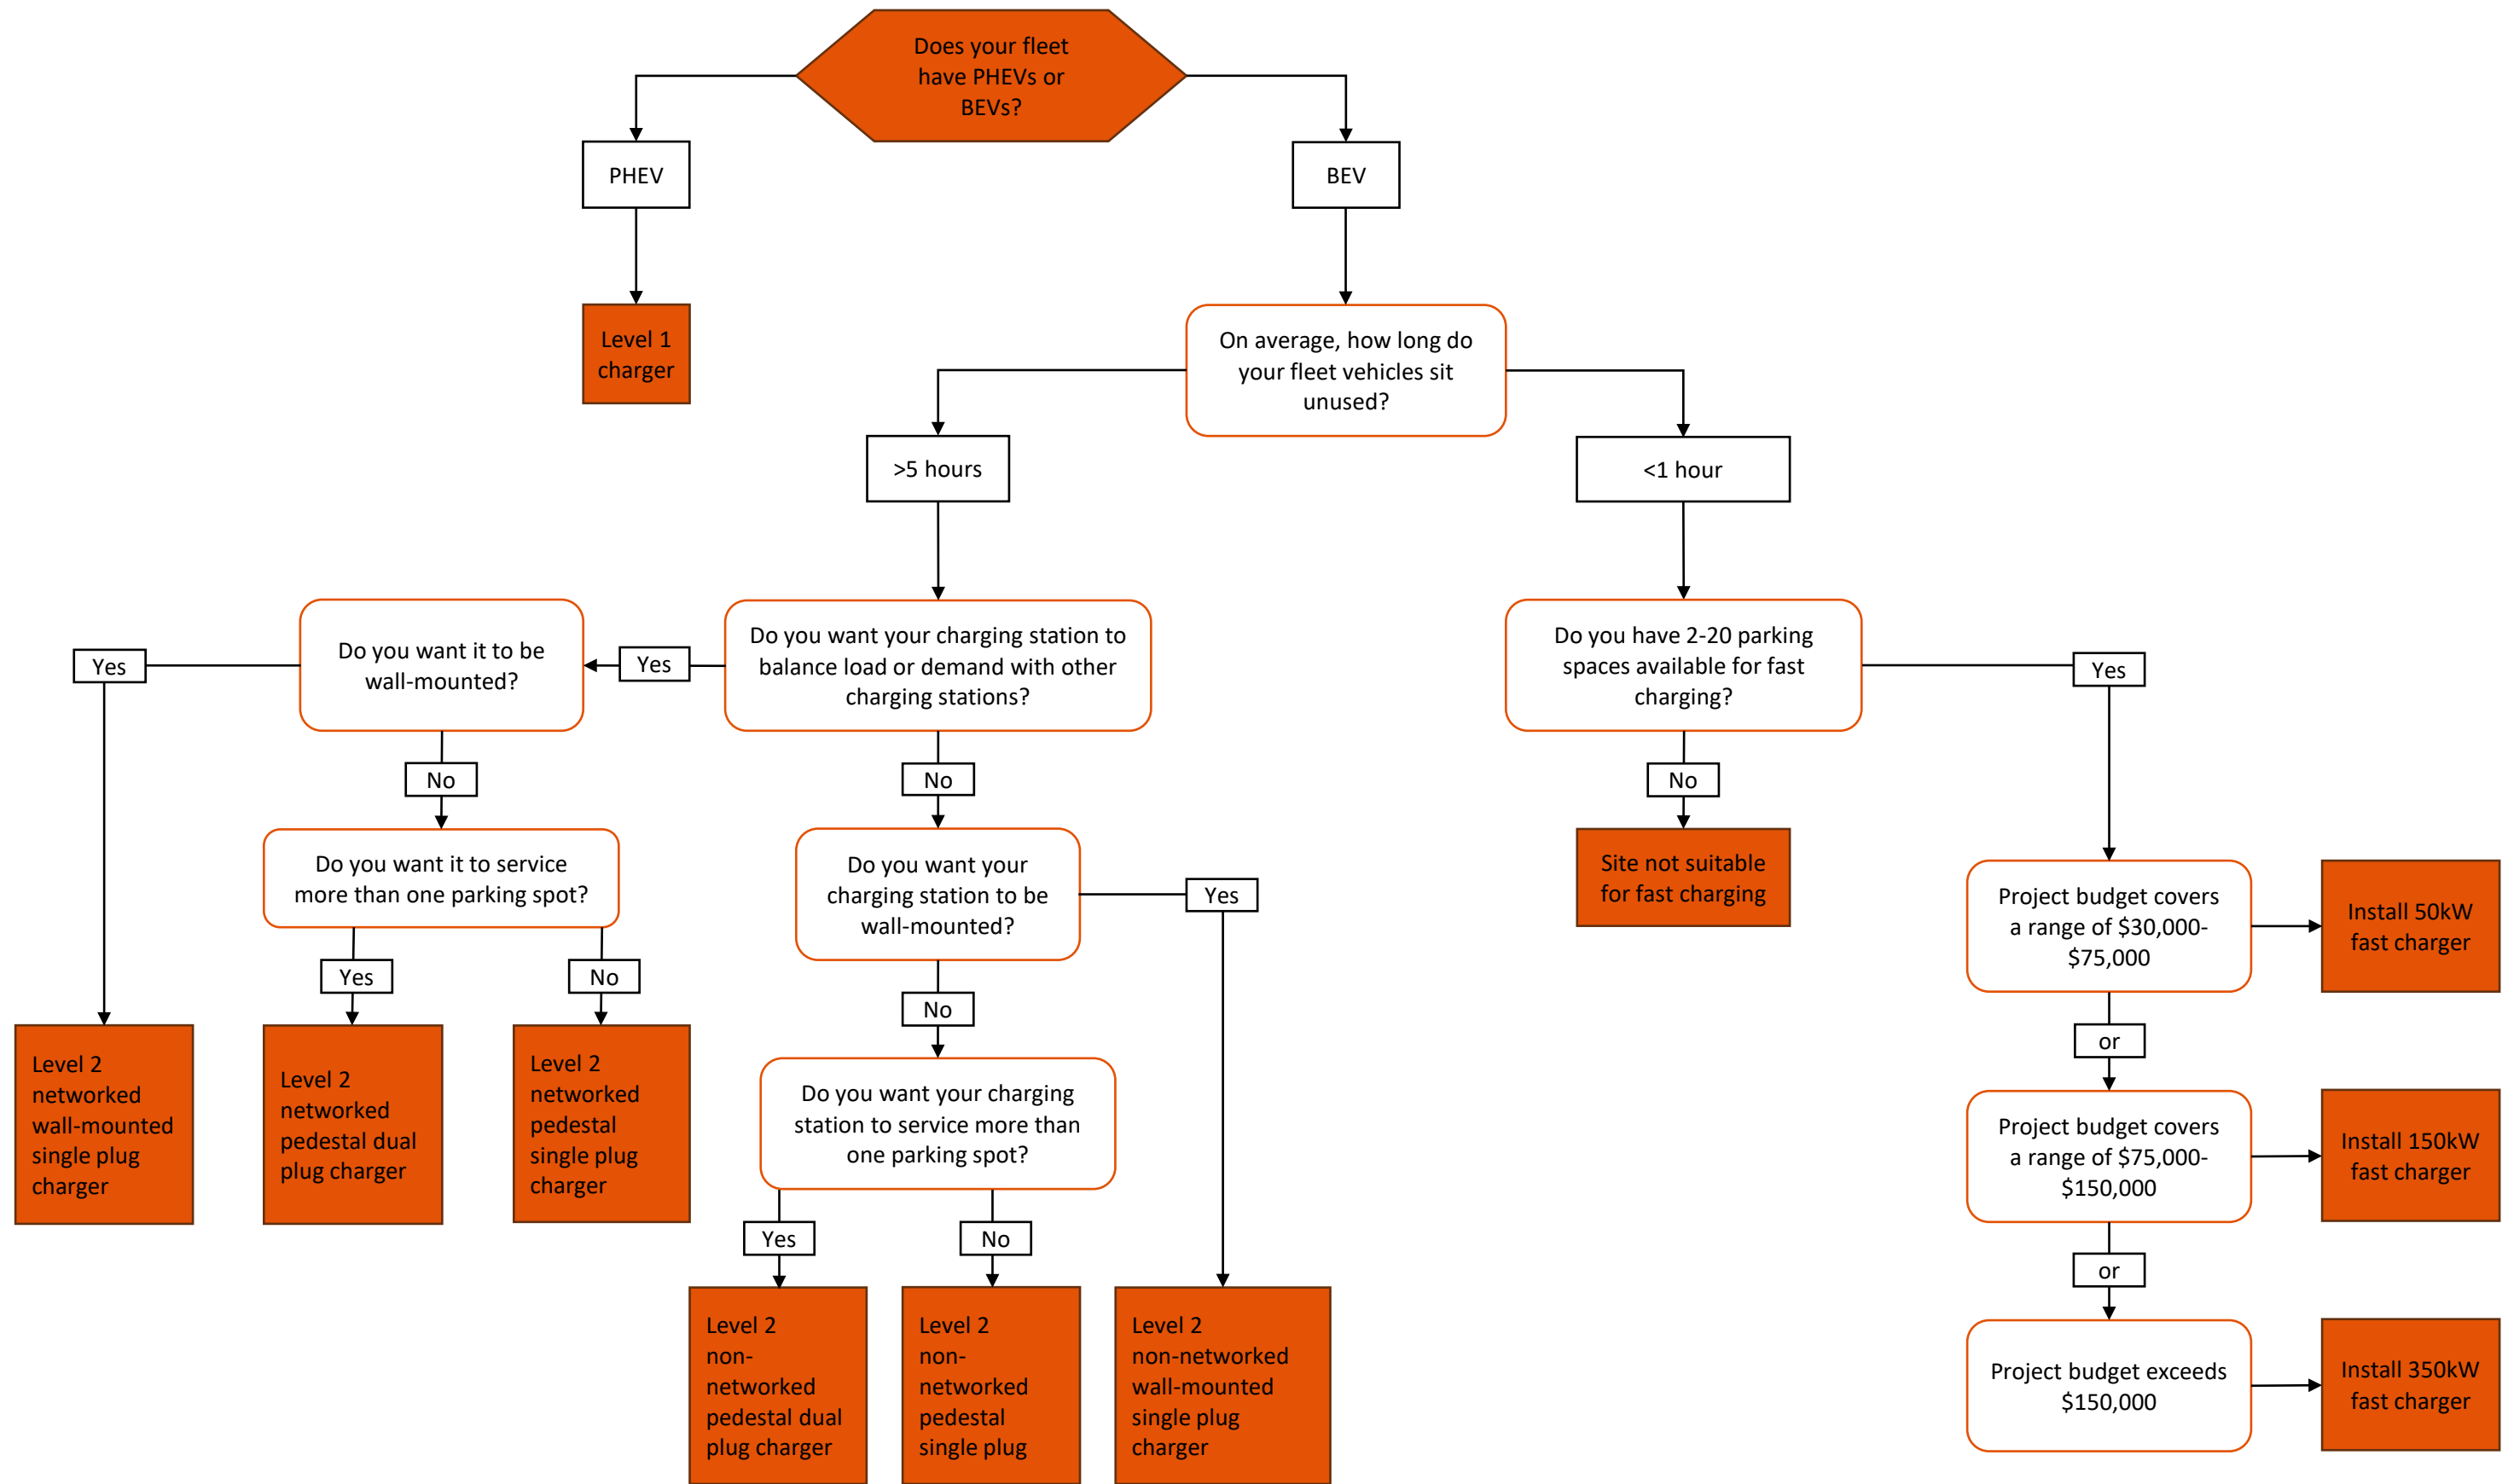 Does your fleet
have PHEVs or
BEVs?
PHEV
BEV
Level 1
charger
On average, how long do
your fleet vehicles sit
unused?
>5 hours
<1 hour
Yes
Do you want it to be
wall-mounted?
Yes
Do you want your charging station to
balance load or demand with other
charging stations?
Do you have 2-20 parking
spaces available for fast
charging?
Yes
No
No
No
Do you want it to service
more than one parking spot?
Do you want your
charging station to be
wall-mounted?
Yes
Site not suitable
for fast charging
Project budget covers
a range of $30,000-
$75,000
Install 50kW
fast charger
Yes
No
No
or
Level 2
networked
wall-mounted
single plug
charger
Level 2
networked
pedestal dual
plug charger
Level 2
networked
pedestal
single plug
charger
Do you want your charging
station to service more than
one parking spot?
Project budget covers
a range of $75,000-
$150,000
Install 150kW
fast charger
Yes
No
or
Level 2
non-
networked
pedestal dual
plug charger
Level 2
non-
networked
pedestal
single plug
Level 2
non-networked
wall-mounted
single plug
charger
Project budget exceeds
$150,000
Install 350kW
fast charger